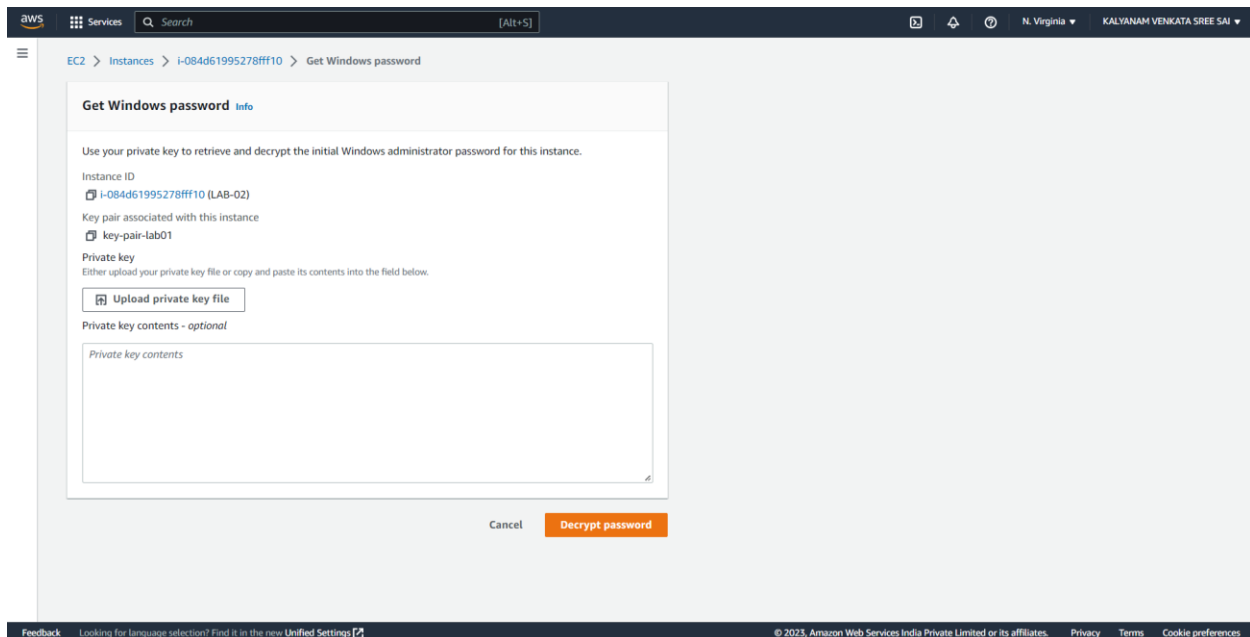 aws
Services
Search [Alt+S]
N. Virginia
KALYANAM VENKATA SREE SAI
EC2 > Instances > i-084d61995278fff10 > Get Windows password
Get Windows password Info
Use your private key to retrieve and decrypt the initial Windows administrator password for this instance.
Instance ID
i-084d61995278fff10 (LAB-02)
Key pair associated with this instance
key-pair-lab01
Private key
Either upload your private key file or copy and paste its contents into the field below.
Upload private key file
Private key contents - optional
Private key contents
Cancel
Decrypt password
Feedback
Looking for language selection? Find it in the new Unified Settings
© 2023, Amazon Web Services India Private Limited or its affiliates.
Privacy
Terms
Cookie preferences